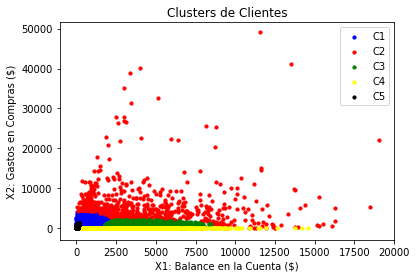 Clusters de Clientes
X2: Gastos en Compras ($)
50000
40000
30000
20000
10000
0
C1
C2
C3
C4
C5
0 2500 5000 7500 10000 12500 15000 17500 20000
X1: Balance en la Cuenta ($)